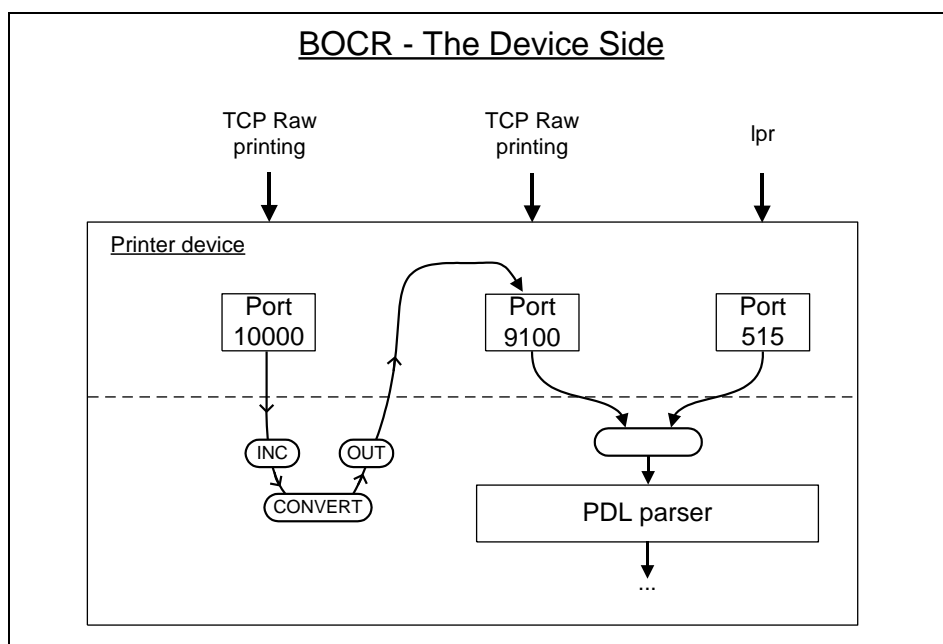 BOCR - The Device Side
TCP Raw
printing
TCP Raw
printing
lpr
Printer device
Port
10000
Port
9100
Port
515
INC
OUT
CONVERT
PDL parser
...